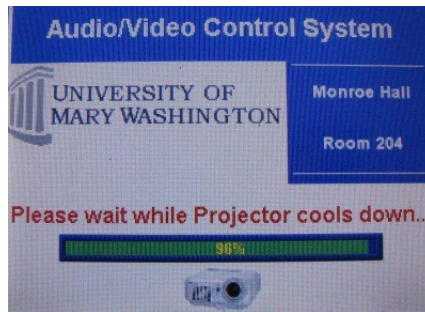 Audio/Video Control System
UNIVERSITY OF
MARY WASHINGTON
Monroe Hall
Room 204
Please wait while Projector cools down..
96%